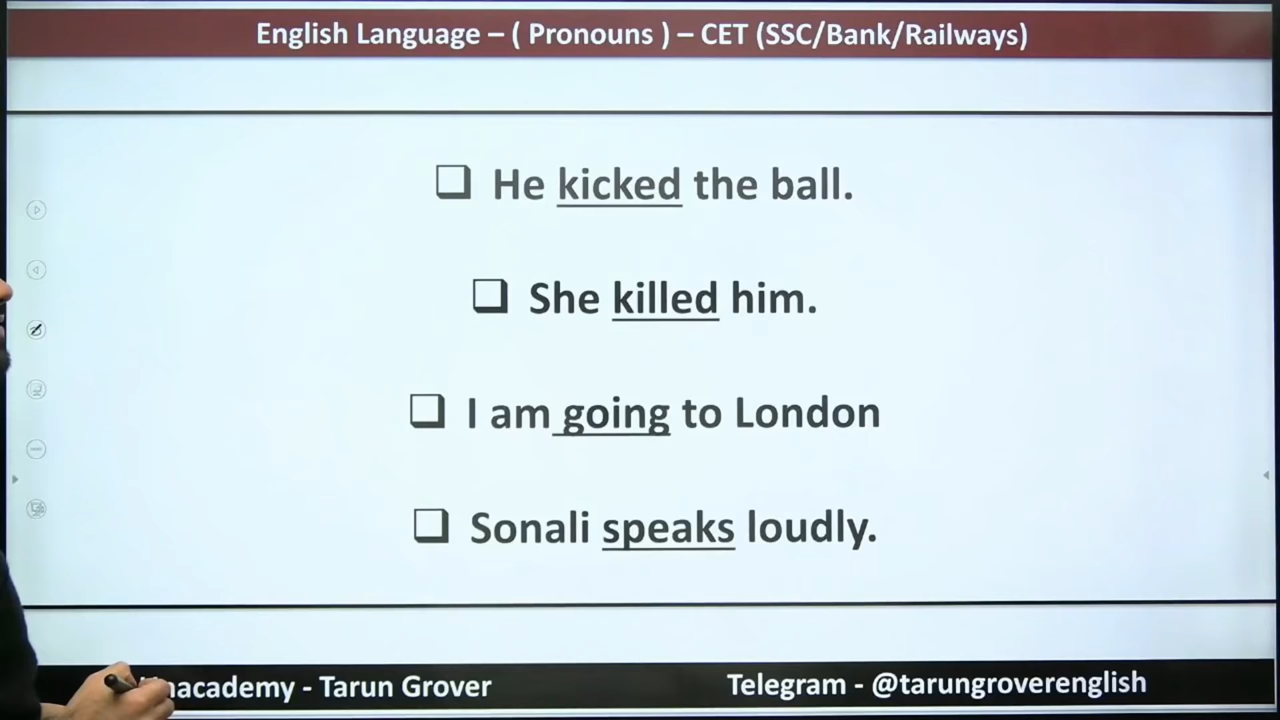 English Language – ( Pronouns ) – CET (SSC/Bank/Railways)
❑ He kicked the ball.
❑ She killed him.
❑ I am going to London
❑ Sonali speaks loudly.
- Tarun Grover
Telegram - @tarungroverenglish